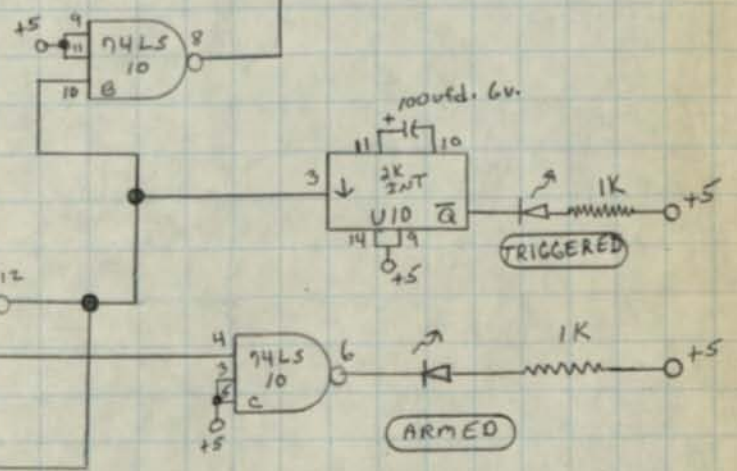 +5
9
11
10
74LS
10
B
8
100ufd. 6v.
+
11
10
3
↓
2K
INT
U10
Q̅
14
9
+5
1K
+5
TRIGGERED
12
4
3
5
74LS
10
C
6
+5
1K
+5
ARMED